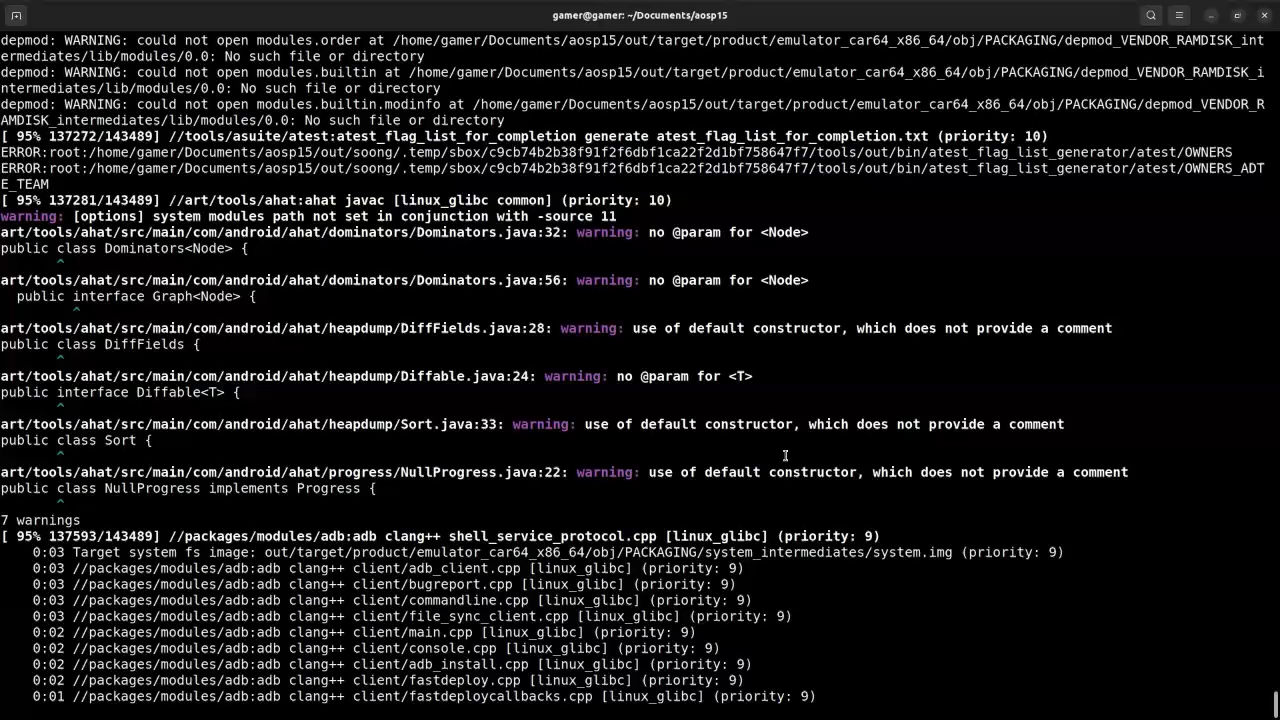 gamer@gamer: ~/Documents/aosp15
depmod: WARNING: could not open modules.order at /home/gamer/Documents/aosp15/out/target/product/emulator_car64_x86_64/obj/PACKAGING/depmod_VENDOR_RAMDISK_int
ermediates/lib/modules/0.0: No such file or directory
depmod: WARNING: could not open modules.builtin at /home/gamer/Documents/aosp15/out/target/product/emulator_car64_x86_64/obj/PACKAGING/depmod_VENDOR_RAMDISK_i
ntermediates/lib/modules/0.0: No such file or directory
depmod: WARNING: could not open modules.builtin.modinfo at /home/gamer/Documents/aosp15/out/target/product/emulator_car64_x86_64/obj/PACKAGING/depmod_VENDOR_R
AMDISK_intermediates/lib/modules/0.0: No such file or directory
[ 95% 137272/143489] //tools/asuite/atest:atest_flag_list_for_completion generate atest_flag_list_for_completion.txt (priority: 10)
ERROR:root:/home/gamer/Documents/aosp15/out/soong/.temp/sbox/c9cb74b2b38f91f2f6dbf1ca22f2d1bf758647f7/tools/out/bin/atest_flag_list_generator/atest/OWNERS
ERROR:root:/home/gamer/Documents/aosp15/out/soong/.temp/sbox/c9cb74b2b38f91f2f6dbf1ca22f2d1bf758647f7/tools/out/bin/atest_flag_list_generator/atest/OWNERS_ADT
E_TEAM
[ 95% 137281/143489] //art/tools/ahat:ahat javac [linux_glibc common] (priority: 10)
warning: [options] system modules path not set in conjunction with -source 11
art/tools/ahat/src/main/com/android/ahat/dominators/Dominators.java:32: warning: no @param for <Node>
public class Dominators<Node> {
^
art/tools/ahat/src/main/com/android/ahat/dominators/Dominators.java:56: warning: no @param for <Node>
public interface Graph<Node> {
^
art/tools/ahat/src/main/com/android/ahat/heapdump/DiffFields.java:28: warning: use of default constructor, which does not provide a comment
public class DiffFields {
^
art/tools/ahat/src/main/com/android/ahat/heapdump/Diffable.java:24: warning: no @param for <T>
public interface Diffable<T> {
^
art/tools/ahat/src/main/com/android/ahat/heapdump/Sort.java:33: warning: use of default constructor, which does not provide a comment
public class Sort {
^
art/tools/ahat/src/main/com/android/ahat/progress/NullProgress.java:22: warning: use of default constructor, which does not provide a comment
public class NullProgress implements Progress {
^
7 warnings
[ 95% 137593/143489] //packages/modules/adb:adb clang++ shell_service_protocol.cpp [linux_glibc] (priority: 9)
0:03 Target system fs image: out/target/product/emulator_car64_x86_64/obj/PACKAGING/system_intermediates/system.img (priority: 9)
0:03 //packages/modules/adb:adb clang++ client/adb_client.cpp [linux_glibc] (priority: 9)
0:03 //packages/modules/adb:adb clang++ client/bugreport.cpp [linux_glibc] (priority: 9)
0:03 //packages/modules/adb:adb clang++ client/commandline.cpp [linux_glibc] (priority: 9)
0:03 //packages/modules/adb:adb clang++ client/file_sync_client.cpp [linux_glibc] (priority: 9)
0:02 //packages/modules/adb:adb clang++ client/main.cpp [linux_glibc] (priority: 9)
0:02 //packages/modules/adb:adb clang++ client/console.cpp [linux_glibc] (priority: 9)
0:02 //packages/modules/adb:adb clang++ client/adb_install.cpp [linux_glibc] (priority: 9)
0:02 //packages/modules/adb:adb clang++ client/fastdeploy.cpp [linux_glibc] (priority: 9)
0:01 //packages/modules/adb:adb clang++ client/fastdeploycallbacks.cpp [linux_glibc] (priority: 9)